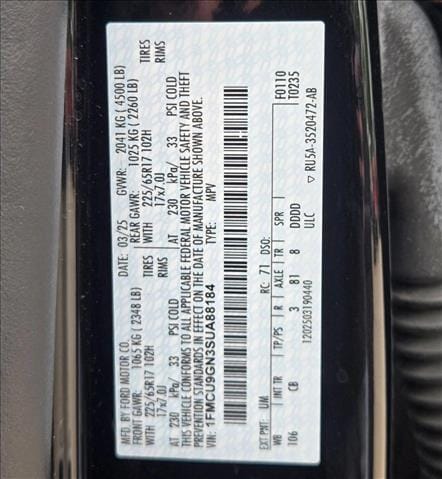 MFD. BY FORD MOTOR CO.
DATE: 03/25 GVWR: 2041 KG ( 4500 LB)
FRONT GAWR: 1065 KG ( 2348 LB) REAR GAWR: 1025 KG ( 2260 LB)
WITH 225/65R17 102H TIRES WITH 225/65R17 102H TIRES
17x7.0J RIMS 17x7.0J RIMS
AT 230 kPa/ 33 PSI COLD AT 230 kPa/ 33 PSI COLD
THIS VEHICLE CONFORMS TO ALL APPLICABLE FEDERAL MOTOR VEHICLE SAFETY AND THEFT
PREVENTION STANDARDS IN EFFECT ON THE DATE OF MANUFACTURE SHOWN ABOVE.
VIN: 1FMCU9GN3SUA88184
TYPE: MPV
F0110
T0235
EXT PNT: UM RC: 71 DSO:
WB INT TR TP/PS R AXLE TR SPR
106 CB 3 81 8 DDDD
ULC
1202503190440
▽ RU5A-3520472-AB